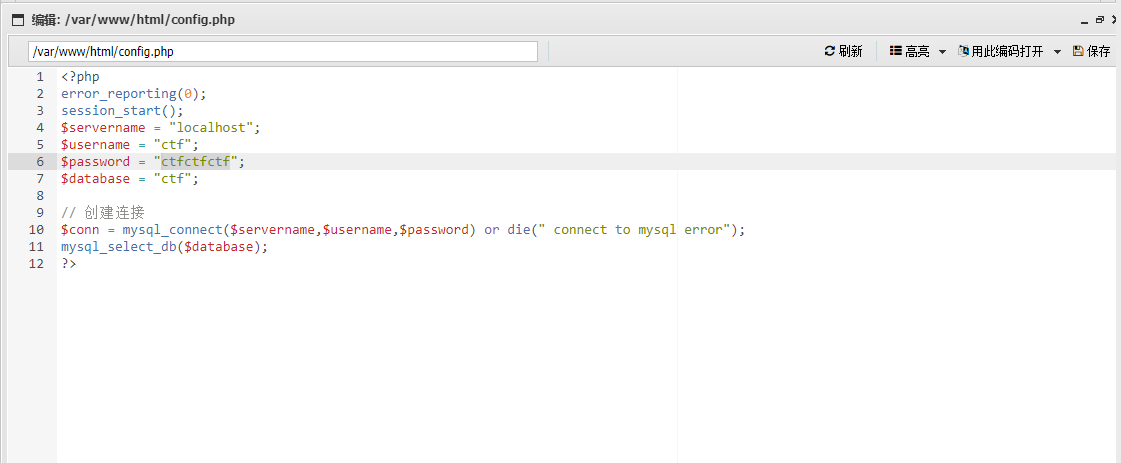 编辑: /var/www/html/config.php
/var/www/html/config.php 刷新 高亮 用此编码打开 保存
1 <?php
2 error_reporting(0);
3 session_start();
4 $servername = "localhost";
5 $username = "ctf";
6 $password = "ctfctfctf";
7 $database = "ctf";
8
9 // 创建连接
10 $conn = mysql_connect($servername,$username,$password) or die(" connect to mysql error");
11 mysql_select_db($database);
12 ?>